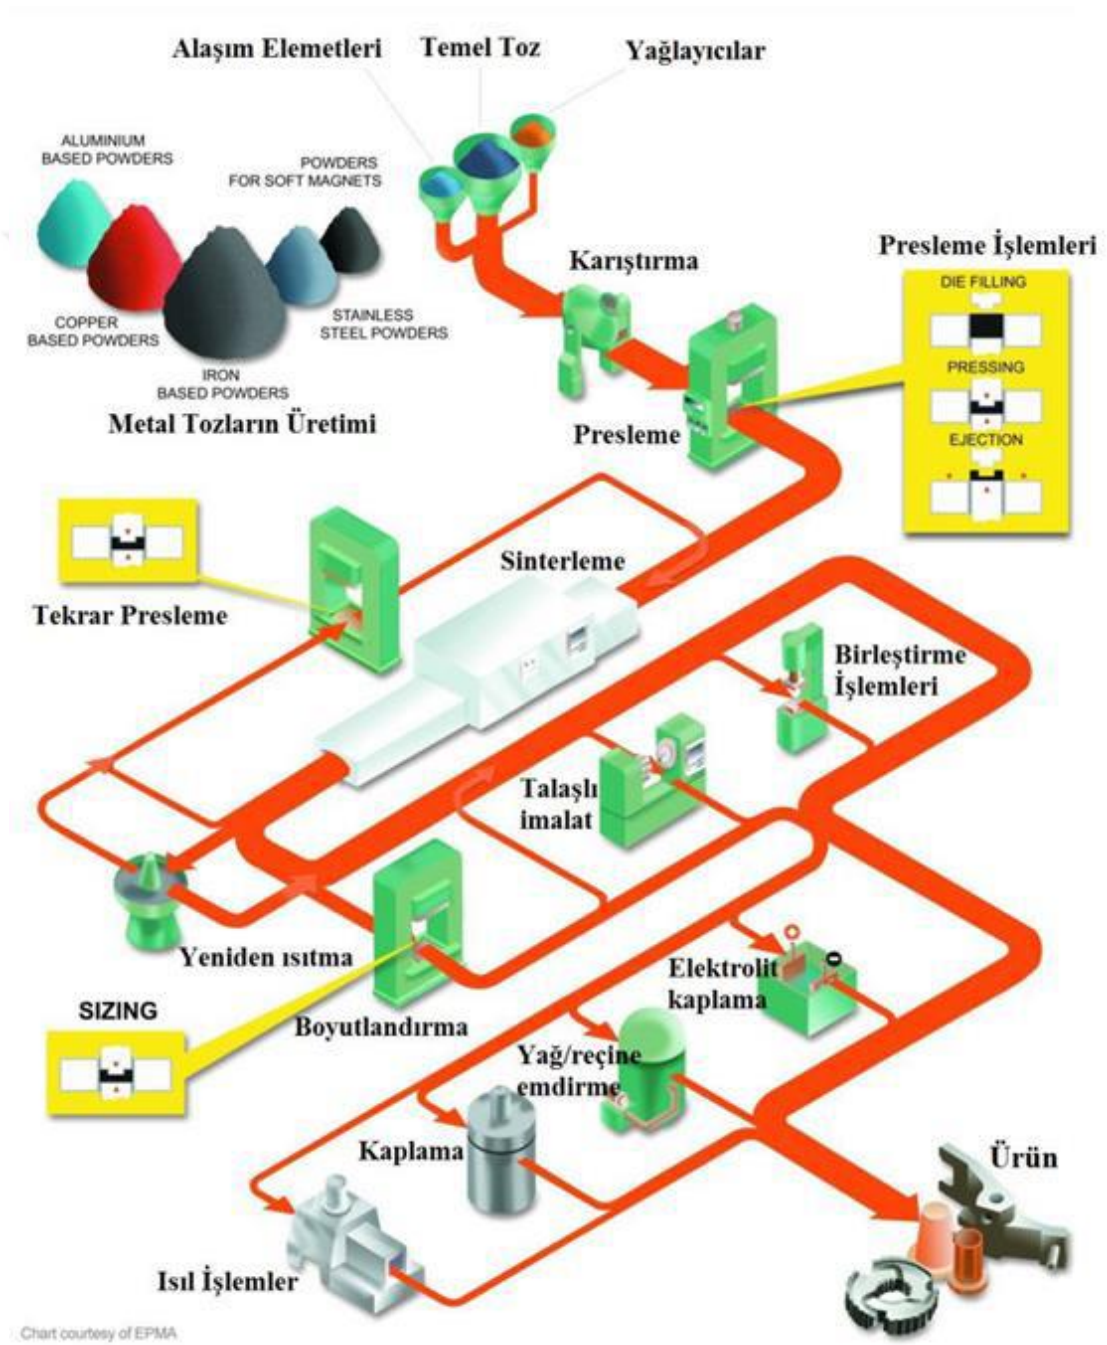 Alaşım Elemetleri
Temel Toz
Yağlayıcılar
ALUMINIUM
BASED POWDERS
POWDERS
FOR SOFT MAGNETS
COPPER
BASED POWDERS
STAINLESS
STEEL POWDERS
IRON
BASED POWDERS
Metal Tozların Üretimi
Karıştırma
Presleme İşlemleri
DIE FILLING
PRESSING
EJECTION
Presleme
Sinterleme
Tekrar Presleme
Birleştirme
İşlemleri
Talaşlı
imalat
Yeniden ısıtma
SIZING
Boyutlandırma
Elektrolit
kaplama
Yağ/reçine
emdirme
Kaplama
Ürün
Isıl İşlemler
Chart courtesy of EPMA